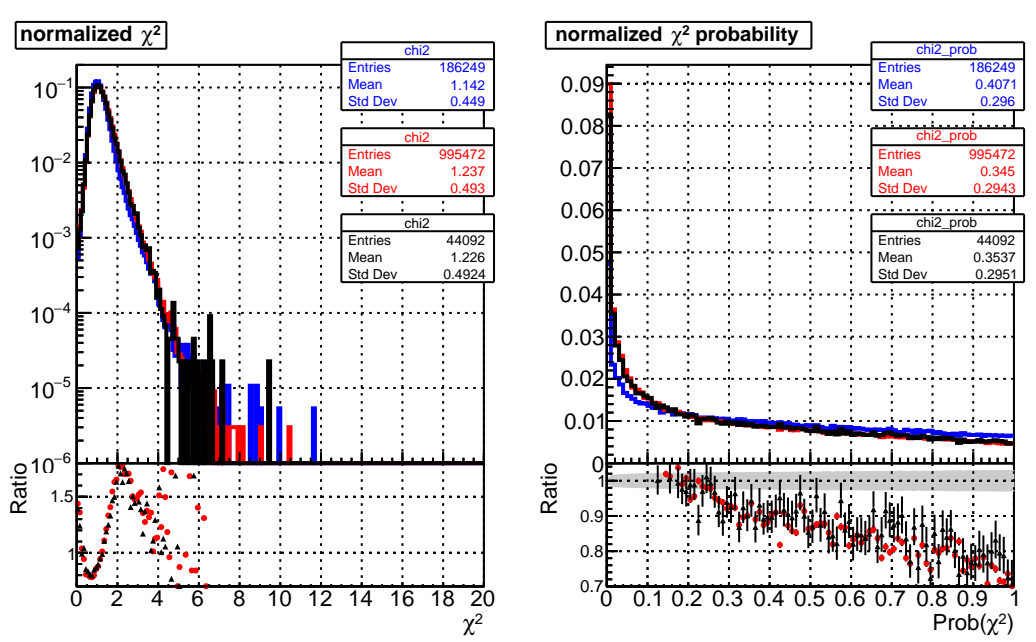 normalized χ²
chi2
Entries 186249
Mean 1.142
Std Dev 0.449
chi2
Entries 995472
Mean 1.237
Std Dev 0.493
chi2
Entries 44092
Mean 1.226
Std Dev 0.4924
10⁻¹
10⁻²
10⁻³
10⁻⁴
10⁻⁵
10⁻⁶
Ratio
1.5
1
0 2 4 6 8 10 12 14 16 18 20
χ²
normalized χ² probability
chi2_prob
Entries 186249
Mean 0.4071
Std Dev 0.296
chi2_prob
Entries 995472
Mean 0.345
Std Dev 0.2943
chi2_prob
Entries 44092
Mean 0.3537
Std Dev 0.2951
0.09
0.08
0.07
0.06
0.05
0.04
0.03
0.02
0.01
0
Ratio
1
0.9
0.8
0.7
0 0.1 0.2 0.3 0.4 0.5 0.6 0.7 0.8 0.9 1
Prob(χ²)